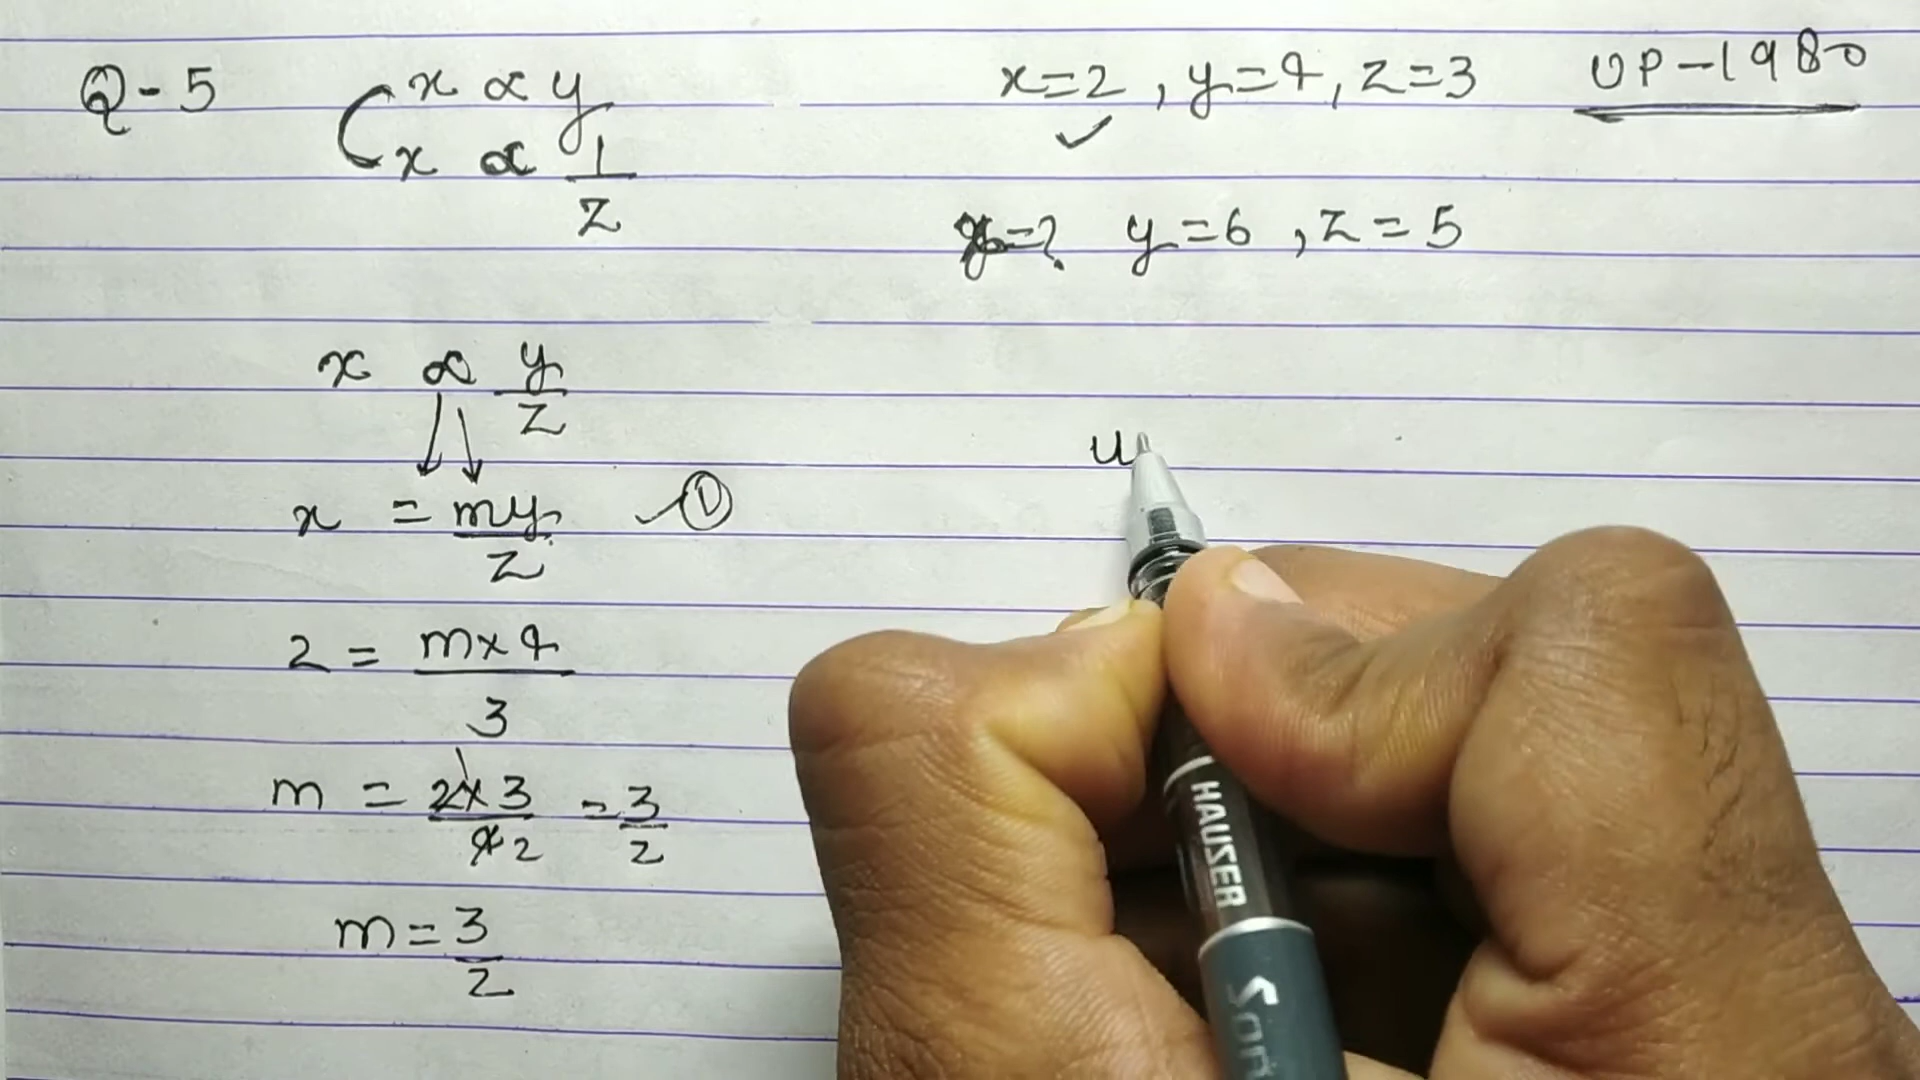 Q-5 x ∝ y x=2, y=4, z=3 UP-1980
x ∝ 1/z
x=? y=6, z=5
x ∝ y/z
x = my/z ①
2 = m×4/3
m = 2×3/4 2 = 3/2
m = 3/2
u
HAUSER